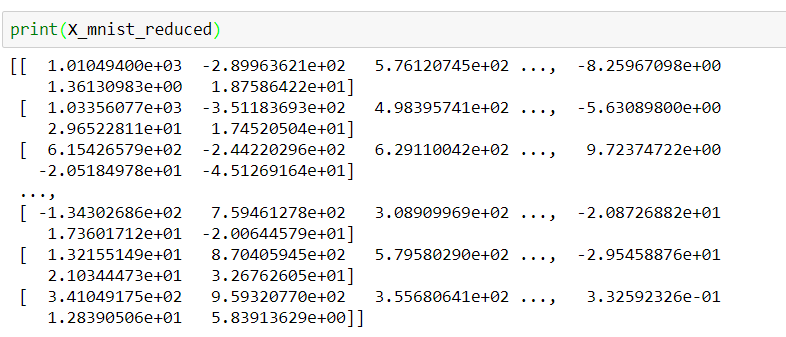 print(X_mnist_reduced)
[[  1.01049400e+03  -2.89963621e+02   5.76120745e+02 ...,  -8.25967098e+00
    1.36130983e+00   1.87586422e+01]
 [  1.03356077e+03  -3.51183693e+02   4.98395741e+02 ...,  -5.63089800e+00
    2.96522811e+01   1.74520504e+01]
 [  6.15426579e+02  -2.44220296e+02   6.29110042e+02 ...,   9.72374722e+00
   -2.05184978e+01  -4.51269164e+01]
 ...,
 [ -1.34302686e+02   7.59461278e+02   3.08909969e+02 ...,  -2.08726882e+01
    1.73601712e+01  -2.00644579e+01]
 [  1.32155149e+01   8.70405945e+02   5.79580290e+02 ...,  -2.95458876e+01
    2.10344473e+01   3.26762605e+01]
 [  3.41049175e+02   9.59320770e+02   3.55680641e+02 ...,   3.32592326e-01
    1.28390506e+01   5.83913629e+00]]